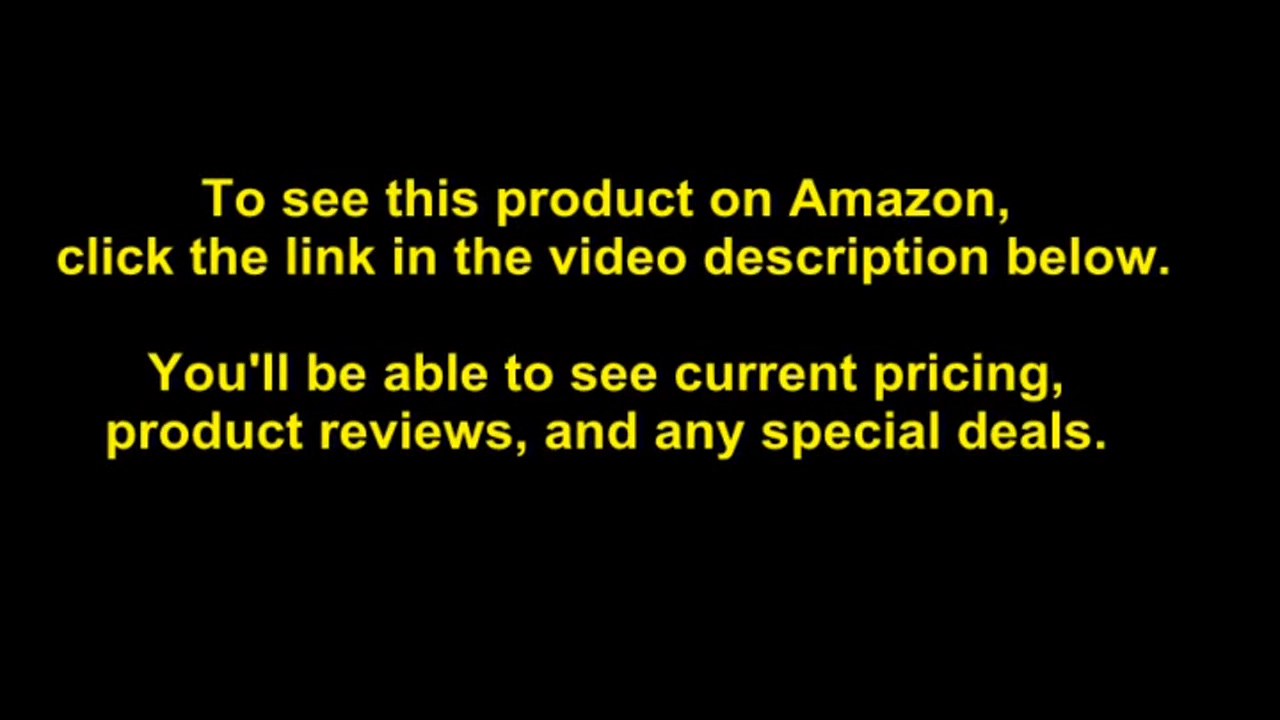 To see this product on Amazon,
click the link in the video description below.
You'll be able to see current pricing,
product reviews, and any special deals.